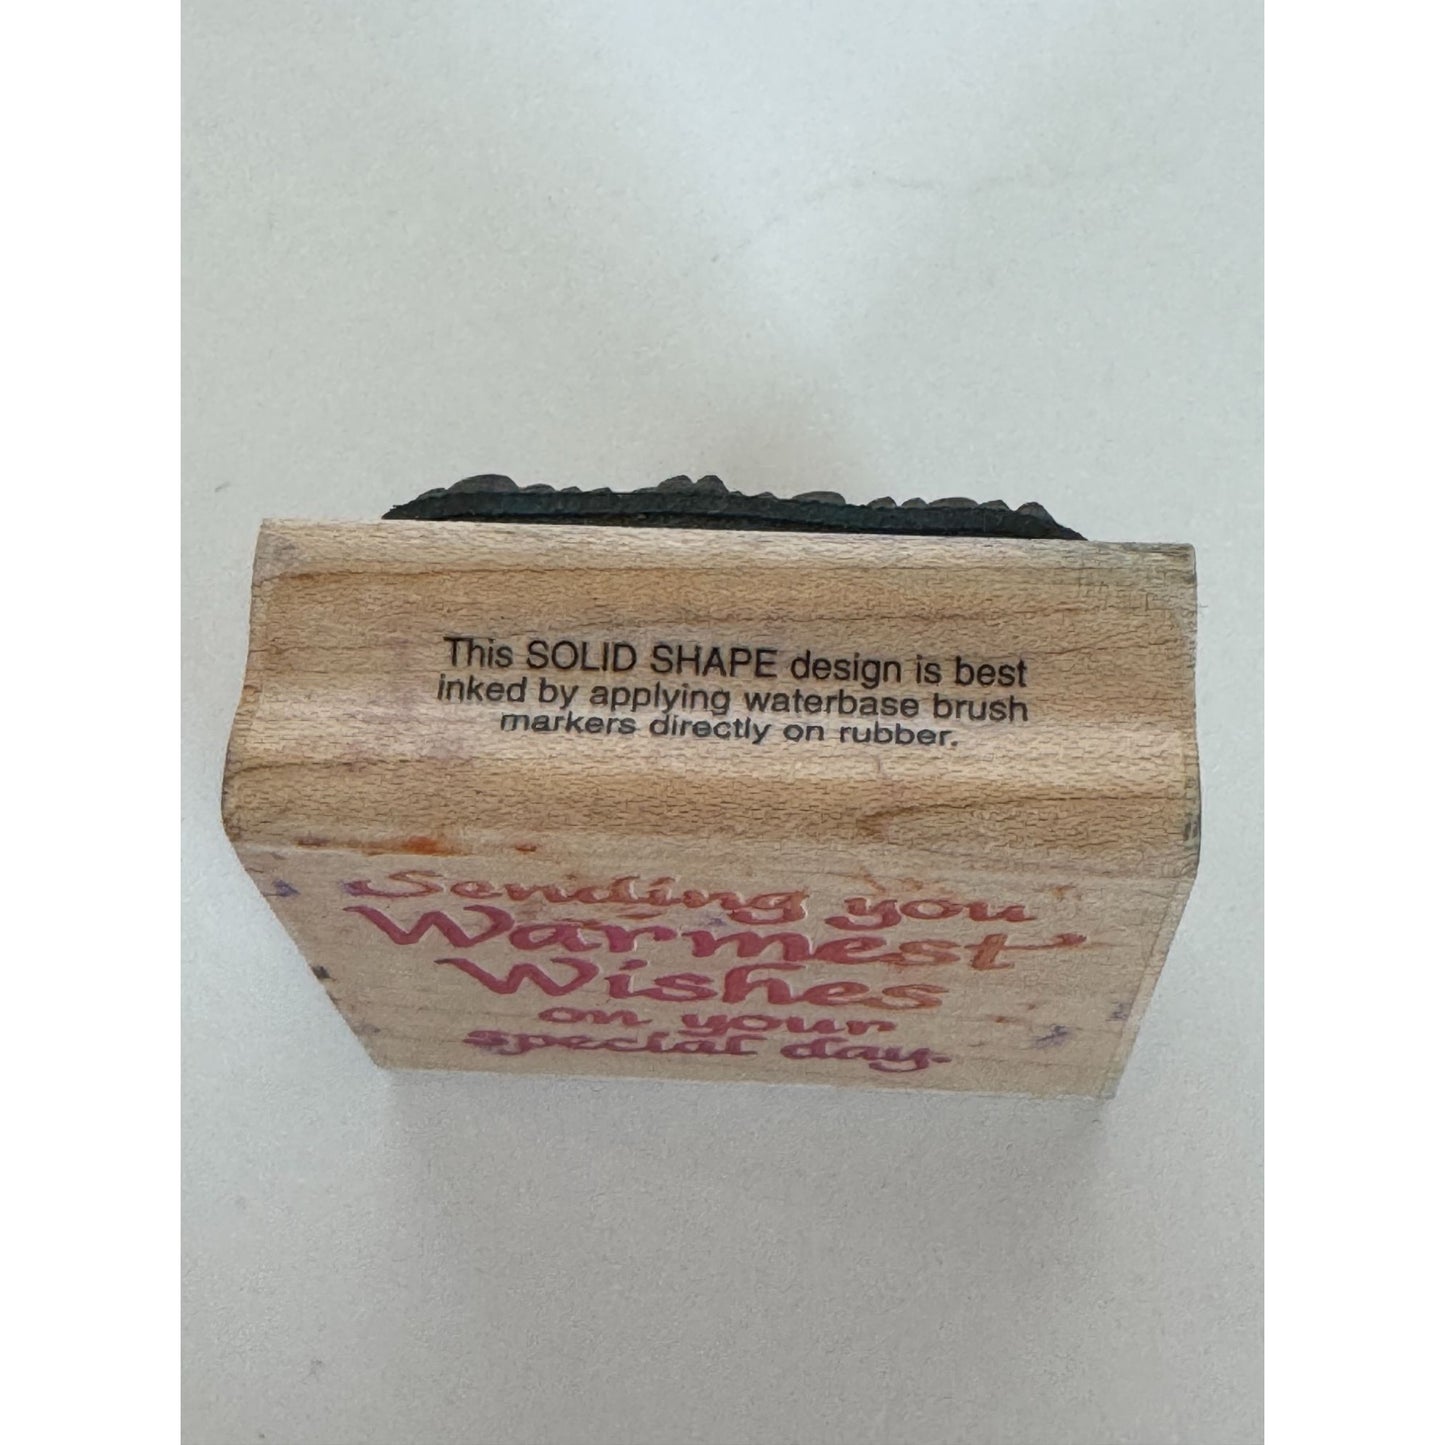 This SOLID SHAPE design is best
inked by applying waterbase brush
markers directly on rubber.
Sending you
Warmest
Wishes
on your
special day.